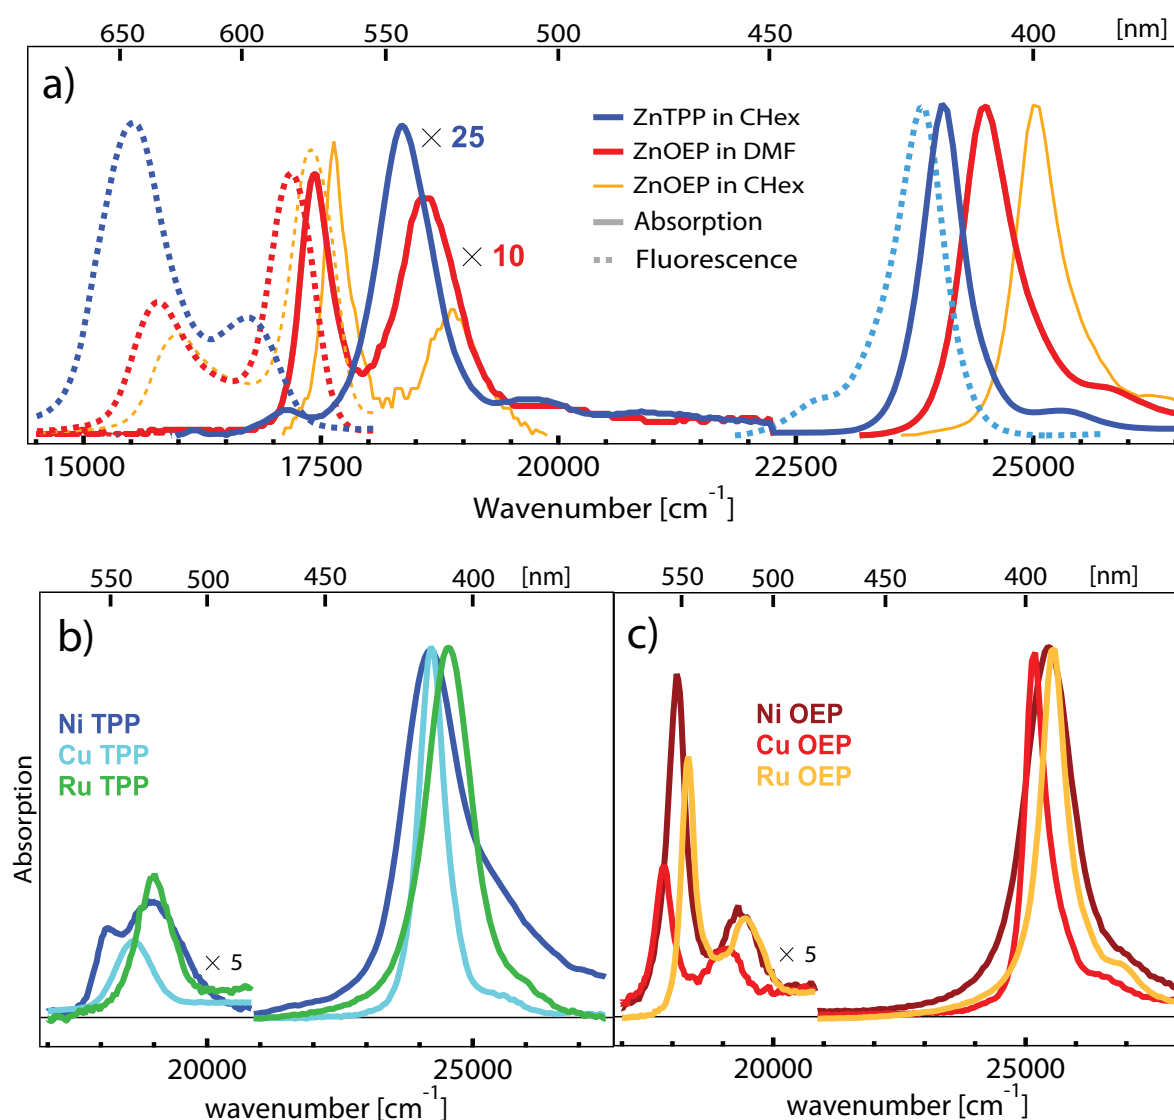 650 600 550 500 450 400 [nm]
a)
ZnTPP in CHex
ZnOEP in DMF
ZnOEP in CHex
Absorption
Fluorescence
× 25
× 10
15000 17500 20000 22500 25000
Wavenumber [cm⁻¹]
550 500 450 400 [nm]
b)
Ni TPP
Cu TPP
Ru TPP
× 5
Absorption
20000 25000
wavenumber [cm⁻¹]
550 500 450 400 [nm]
c)
Ni OEP
Cu OEP
Ru OEP
× 5
20000 25000
wavenumber [cm⁻¹]